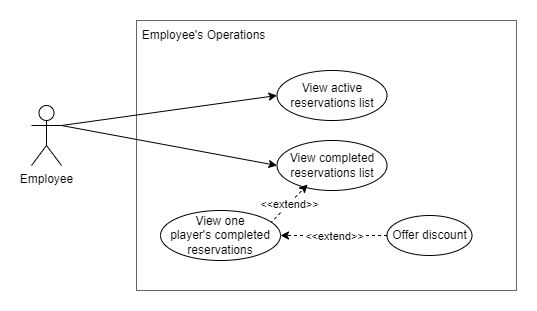 Employee's Operations
View active
reservations list
View completed
reservations list
Employee
<<extend>>
View one
player's completed
reservations
<<extend>>
Offer discount